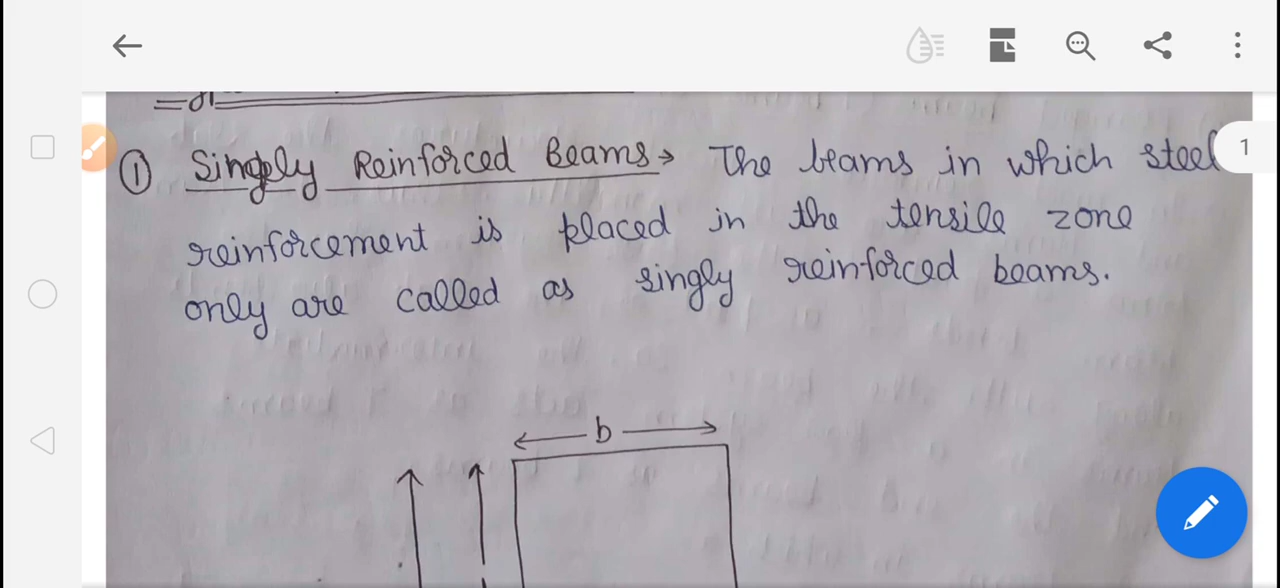 ① Singly Reinforced Beams → The beams in which steel
reinforcement is placed in the tensile zone
only are called as singly reinforced beams.
b
1